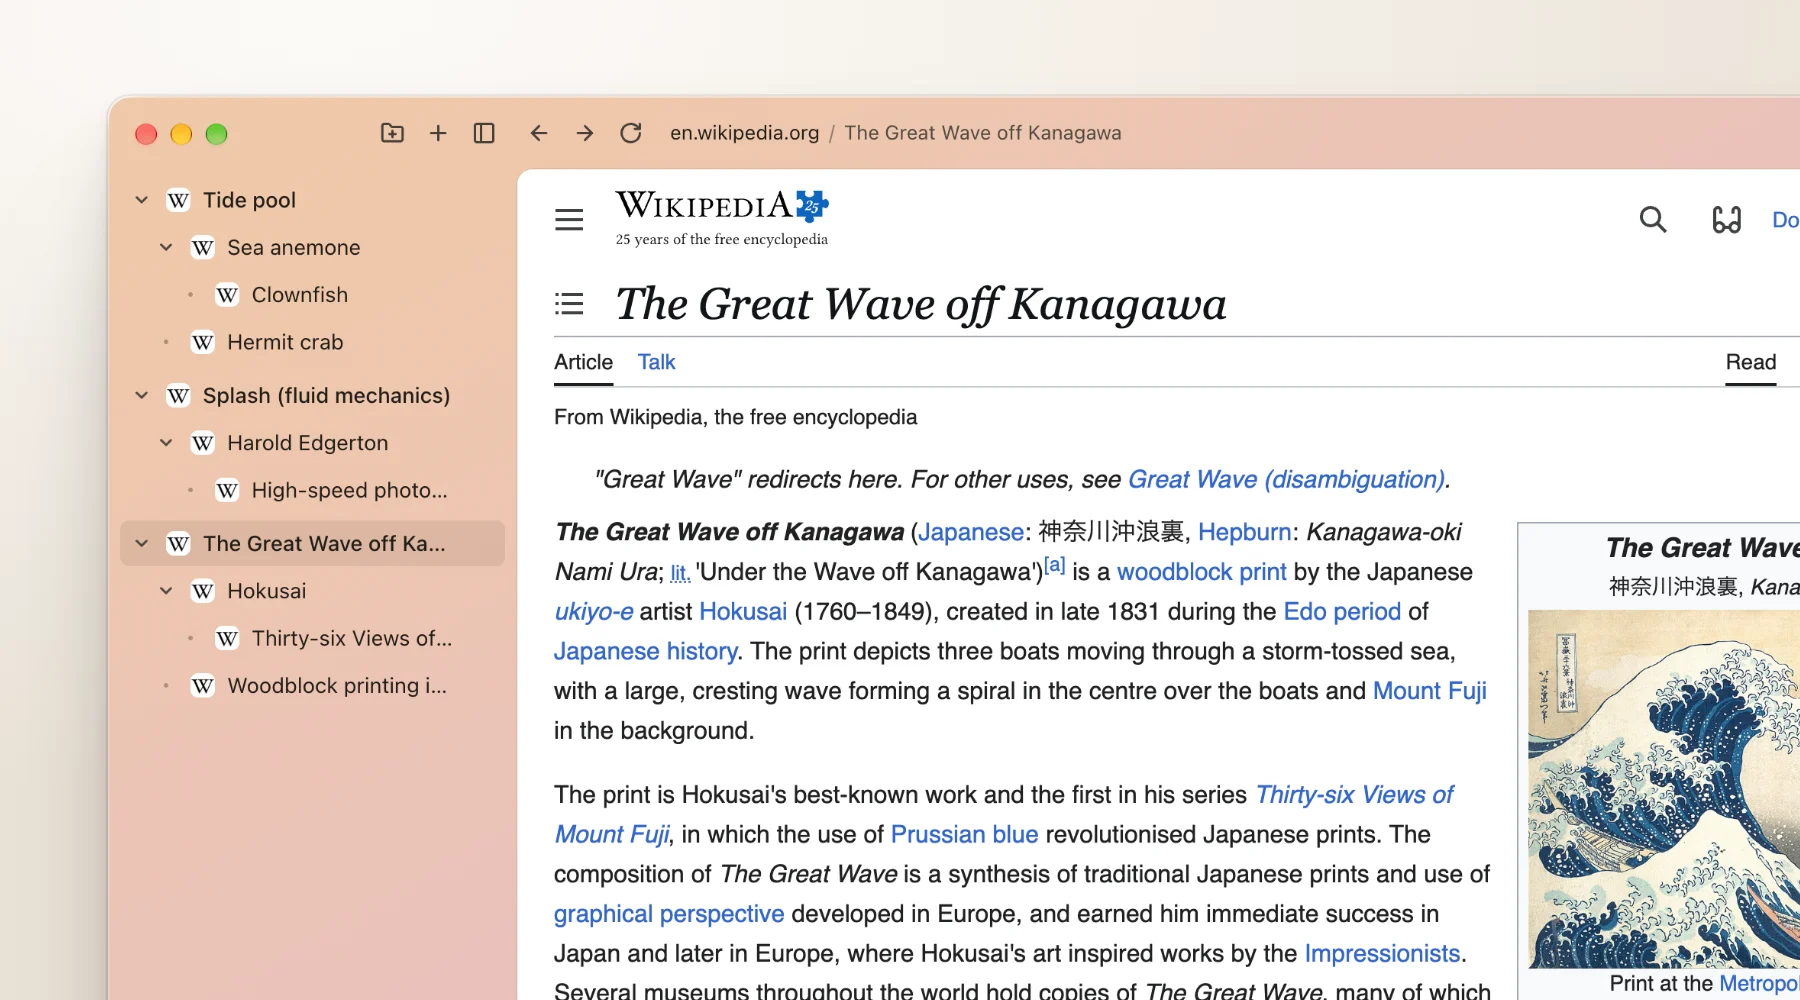 en.wikipedia.org / The Great Wave off Kanagawa
Tide pool
Sea anemone
Clownfish
Hermit crab
Splash (fluid mechanics)
Harold Edgerton
High-speed photo...
The Great Wave off Ka...
Hokusai
Thirty-six Views of...
Woodblock printing i...
WIKIPEDIA 25
25 years of the free encyclopedia
Do
The Great Wave off Kanagawa
Article Talk
Read
From Wikipedia, the free encyclopedia
"Great Wave" redirects here. For other uses, see Great Wave (disambiguation).
The Great Wave off Kanagawa (Japanese: 神奈川沖浪裏, Hepburn: Kanagawa-oki
Nami Ura; lit. 'Under the Wave off Kanagawa')[a] is a woodblock print by the Japanese
ukiyo-e artist Hokusai (1760–1849), created in late 1831 during the Edo period of
Japanese history. The print depicts three boats moving through a storm-tossed sea,
with a large, cresting wave forming a spiral in the centre over the boats and Mount Fuji
in the background.
The print is Hokusai's best-known work and the first in his series Thirty-six Views of
Mount Fuji, in which the use of Prussian blue revolutionised Japanese prints. The
composition of The Great Wave is a synthesis of traditional Japanese prints and use of
graphical perspective developed in Europe, and earned him immediate success in
Japan and later in Europe, where Hokusai's art inspired works by the Impressionists.
Several museums throughout the world hold copies of The Great Wave, many of which
The Great Wave
神奈川沖浪裏, Kana
Print at the Metropol